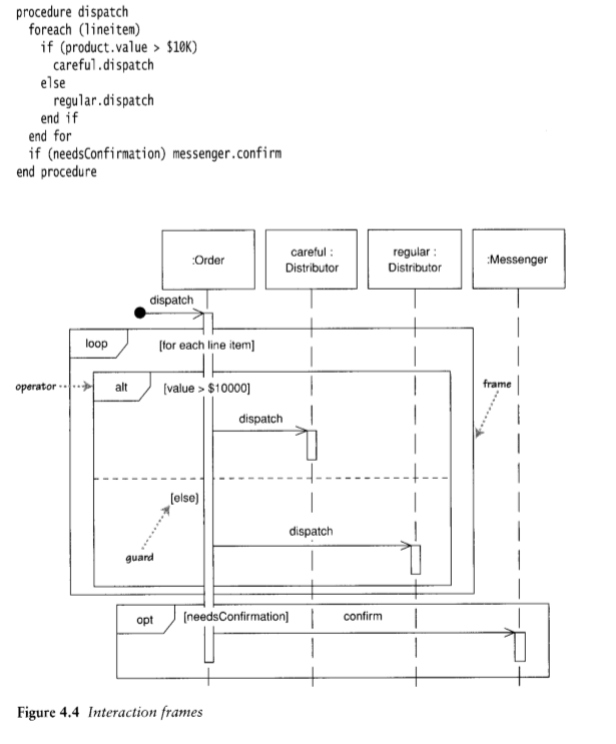 procedure dispatch
foreach (lineitem)
if (product.value > $10K)
careful.dispatch
else
regular.dispatch
end if
end for
if (needsConfirmation) messenger.confirm
end procedure
:Order
careful :
Distributor
regular :
Distributor
:Messenger
dispatch
loop
[for each line item]
operator
alt
[value > $10000]
frame
dispatch
[else]
dispatch
guard
opt
[needsConfirmation]
confirm
Figure 4.4 Interaction frames